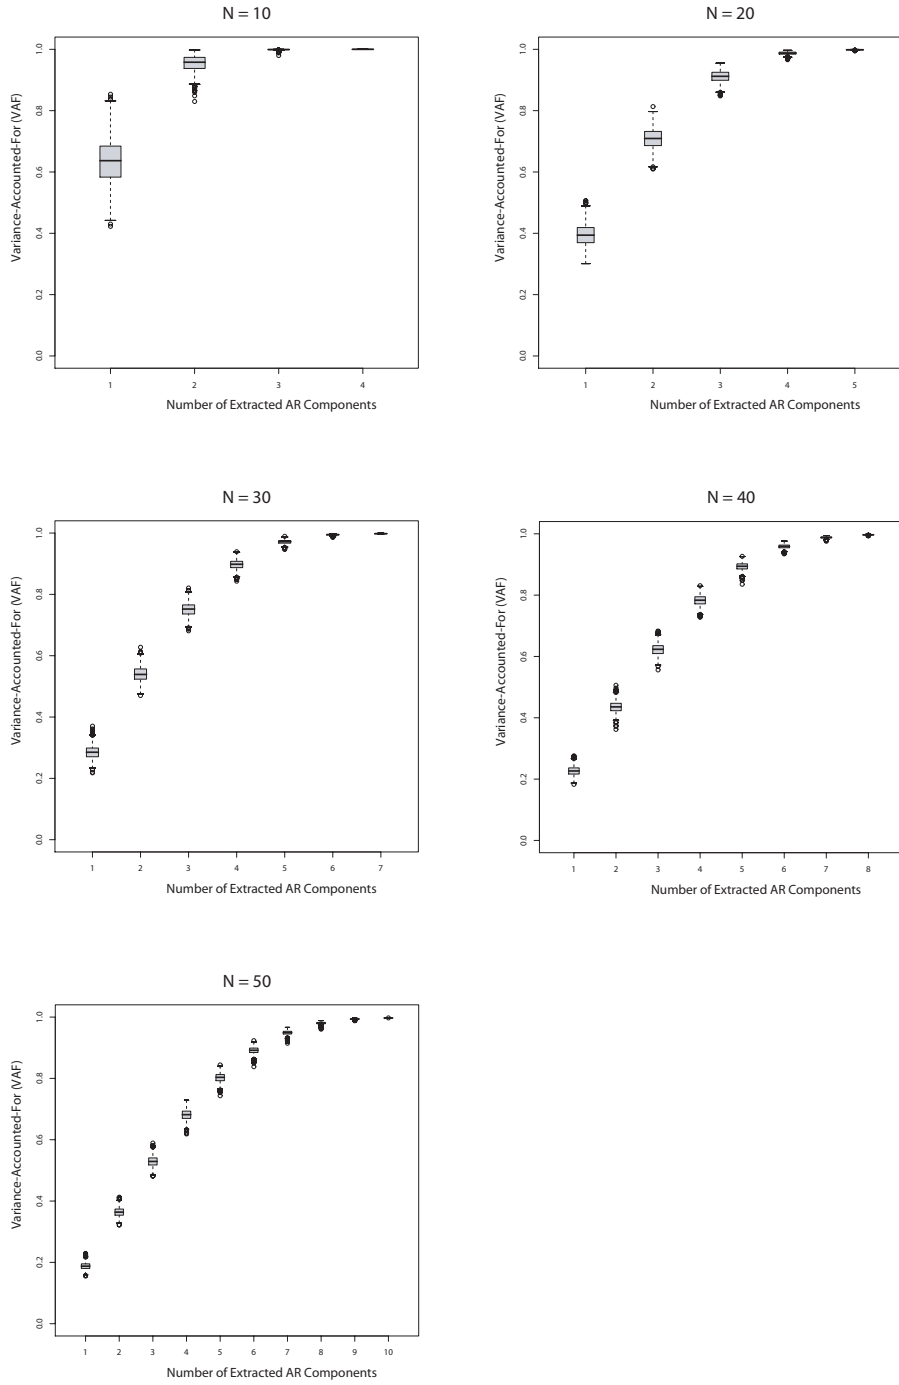 N = 10
Variance-Accounted-For (VAF)
1.0
0.8
0.6
0.4
0.2
0.0
1 2 3 4
Number of Extracted AR Components
N = 20
Variance-Accounted-For (VAF)
1.0
0.8
0.6
0.4
0.2
0.0
1 2 3 4 5
Number of Extracted AR Components
N = 30
Variance-Accounted-For (VAF)
1.0
0.8
0.6
0.4
0.2
0.0
1 2 3 4 5 6 7
Number of Extracted AR Components
N = 40
Variance-Accounted-For (VAF)
1.0
0.8
0.6
0.4
0.2
0.0
1 2 3 4 5 6 7 8
Number of Extracted AR Components
N = 50
Variance-Accounted-For (VAF)
1.0
0.8
0.6
0.4
0.2
0.0
1 2 3 4 5 6 7 8 9 10
Number of Extracted AR Components